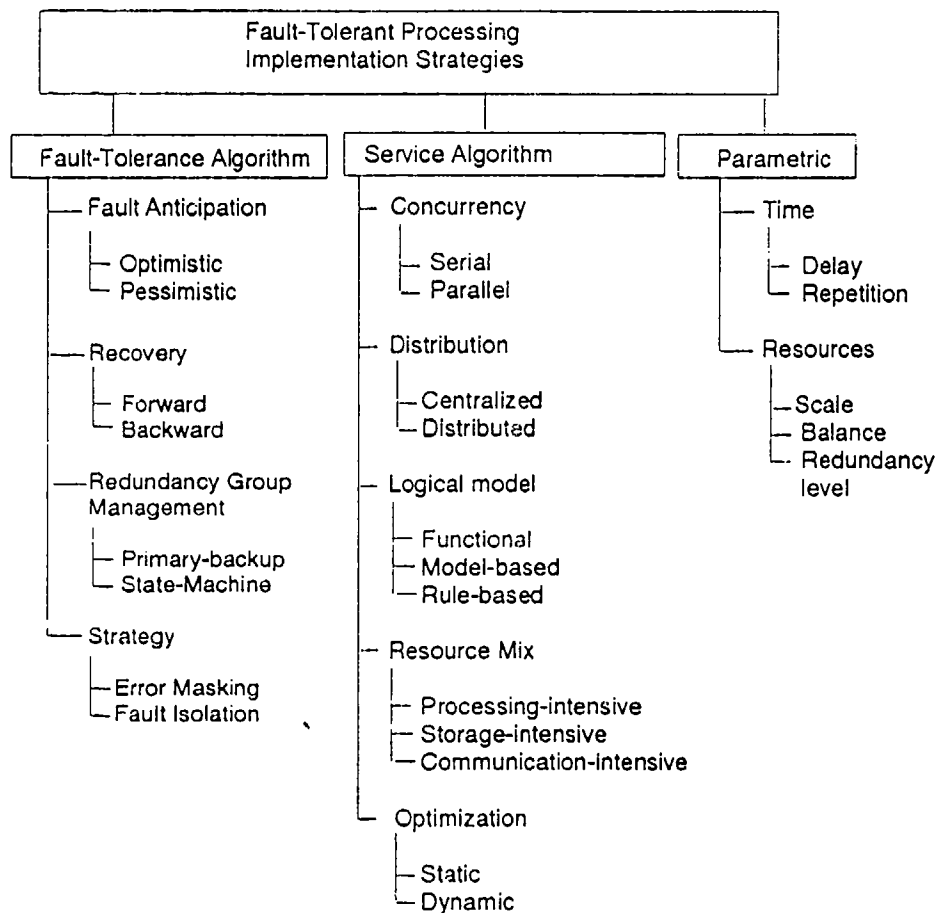 Fault-Tolerant Processing
Implementation Strategies
Fault-Tolerance Algorithm
Fault Anticipation
Optimistic
Pessimistic
Recovery
Forward
Backward
Redundancy Group
Management
Primary-backup
State-Machine
Strategy
Error Masking
Fault Isolation
Service Algorithm
Concurrency
Serial
Parallel
Distribution
Centralized
Distributed
Logical model
Functional
Model-based
Rule-based
Resource Mix
Processing-intensive
Storage-intensive
Communication-intensive
Optimization
Static
Dynamic
Parametric
Time
Delay
Repetition
Resources
Scale
Balance
Redundancy
level